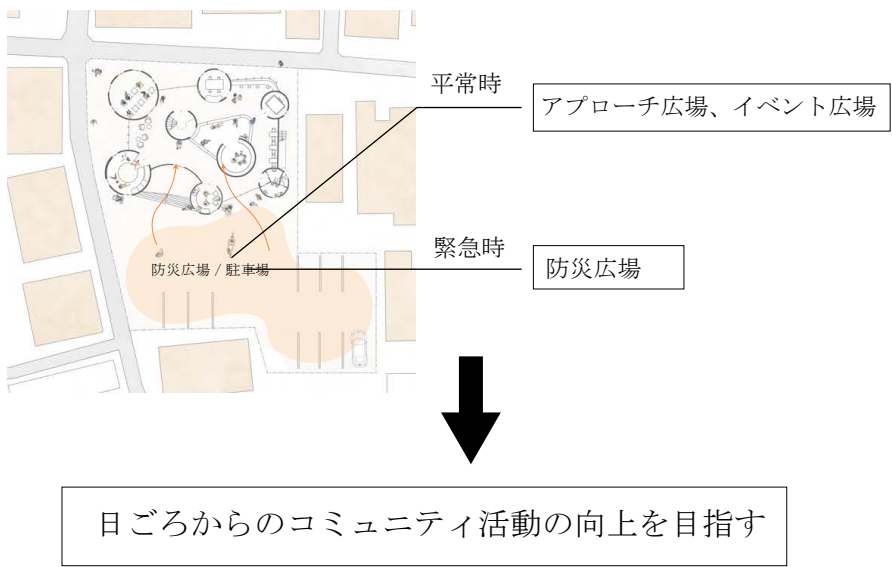 平常時
アプローチ広場、イベント広場
緊急時
防災広場
防災広場 / 駐車場
日ごろからのコミュニティ活動の向上を目指す